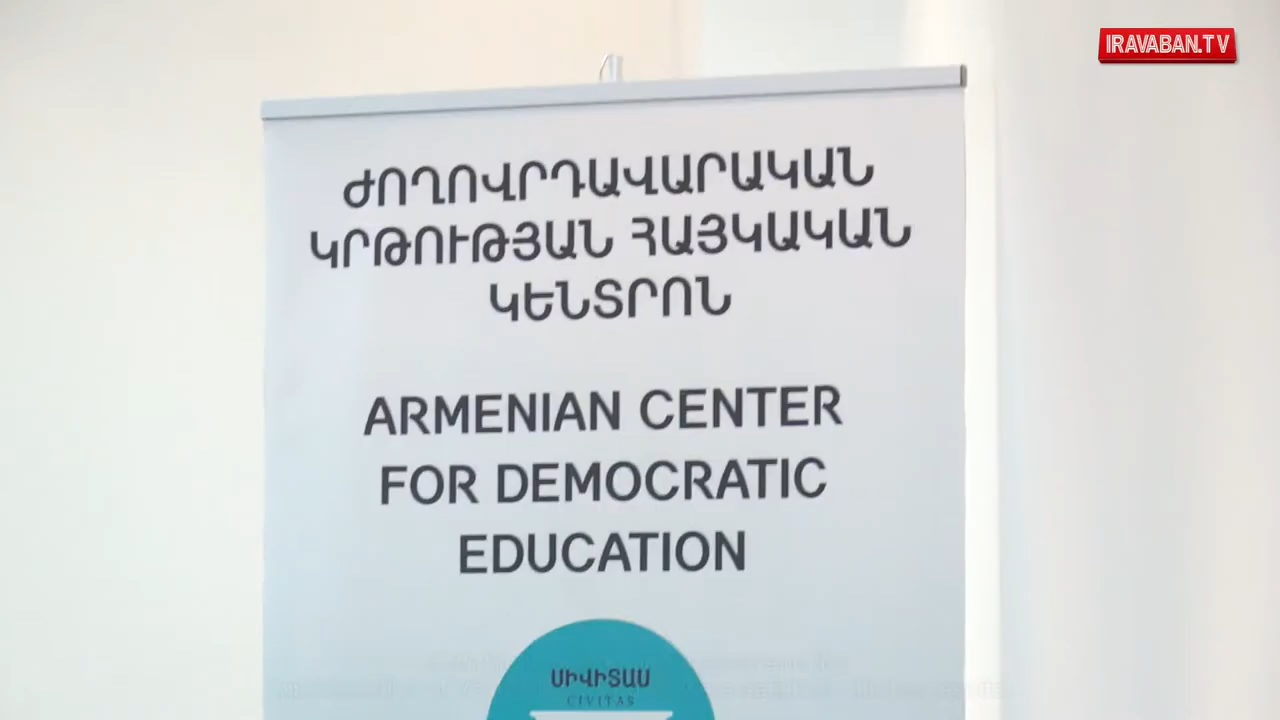 IRAVABAN.TV
ԺՈՂՈՎՐԴԱՎԱՐԱԿԱՆ
ԿՐԹՈՒԹՅԱՆ ՀԱՅԿԱԿԱՆ
ԿԵՆՏՐՈՆ
ARMENIAN CENTER
FOR DEMOCRATIC
EDUCATION
ՍԻՎԻՏԱՍ
CIVITAS